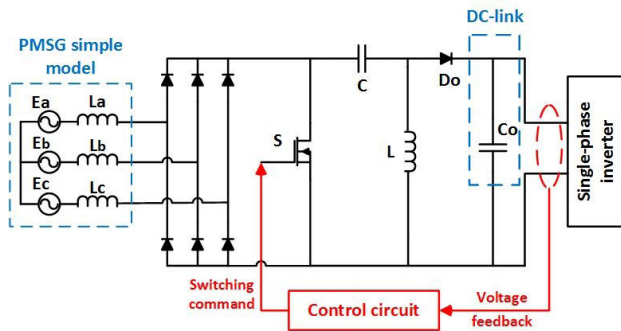 DC-link
PMSG simple
model
Ea
La
Eb
Lb
Ec
Lc
S
C
L
Do
Co
Single-phase
inverter
Switching
command
Control circuit
Voltage
feedback